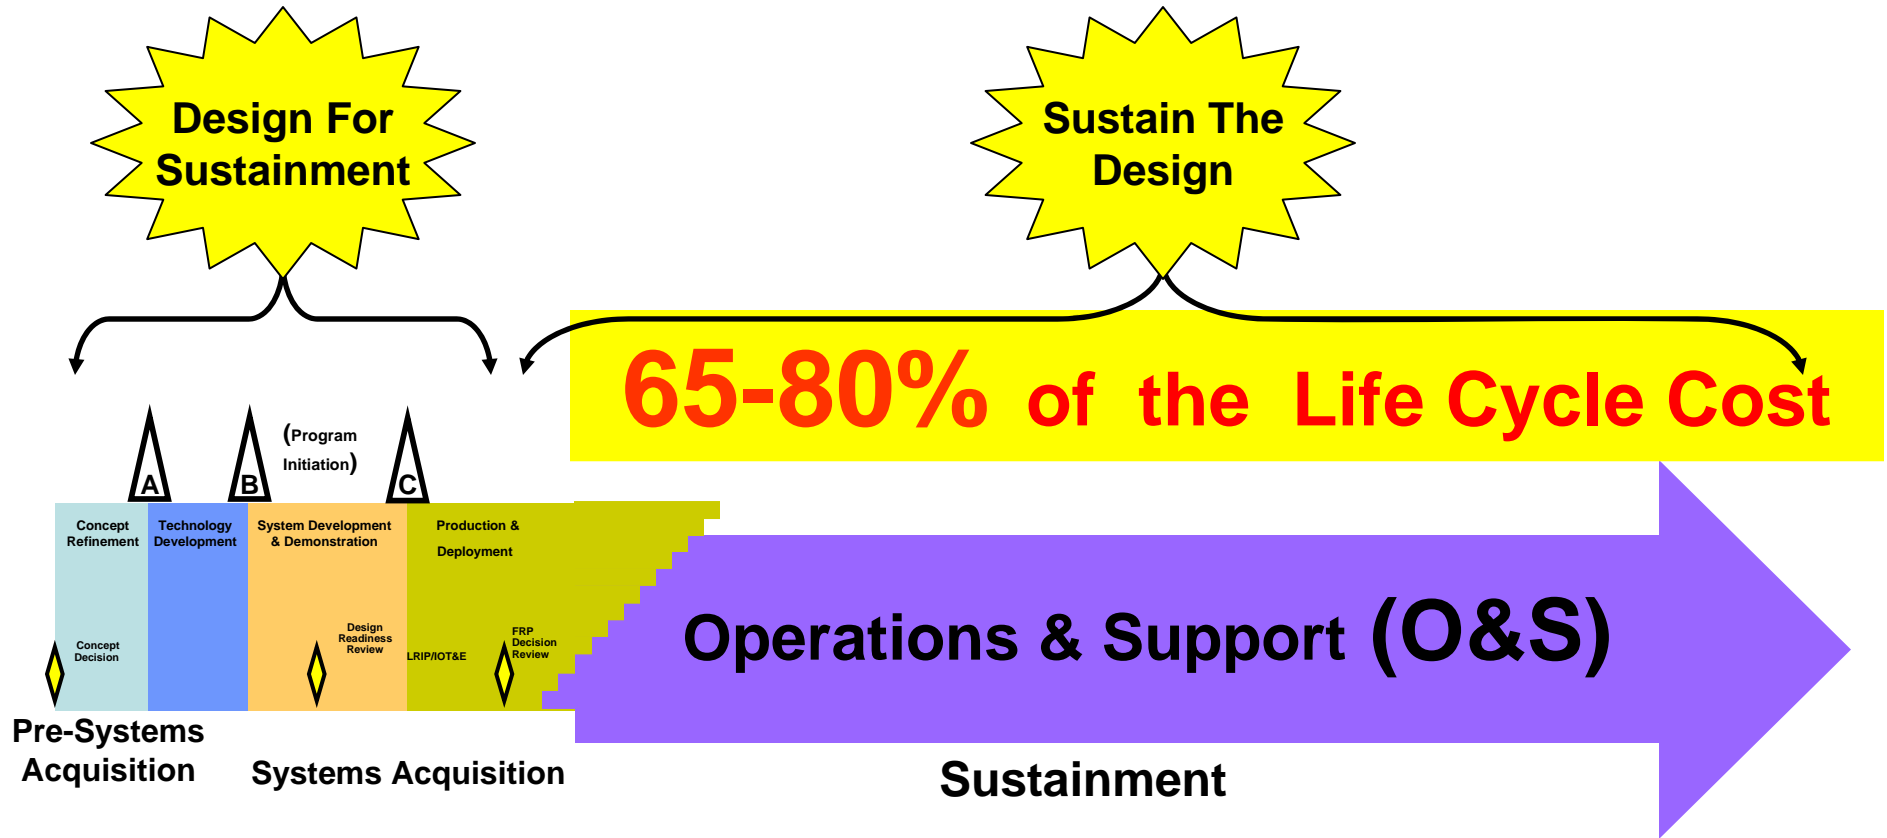 Design For
Sustainment
Sustain The
Design
65-80% of the Life Cycle Cost
(Program
Initiation)
A
B
C
Concept
Refinement
Technology
Development
System Development
& Demonstration
Production &
Deployment
Concept
Decision
Design
Readiness
Review
LRIP/IOT&E
FRP
Decision
Review
Operations & Support (O&S)
Pre-Systems
Acquisition
Systems Acquisition
Sustainment